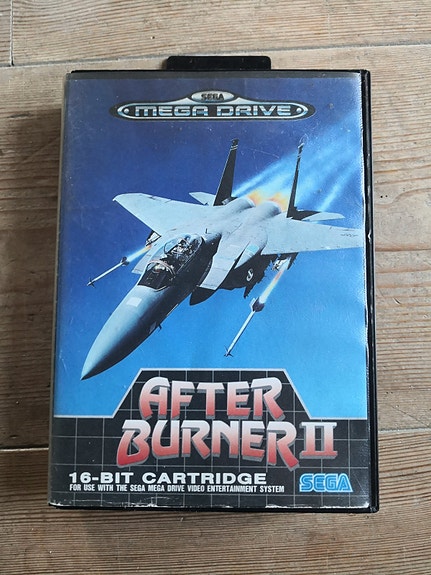 SEGA
MEGA DRIVE
AFTER
BURNER II
16-BIT CARTRIDGE
FOR USE WITH THE SEGA MEGA DRIVE VIDEO ENTERTAINMENT SYSTEM
SEGA